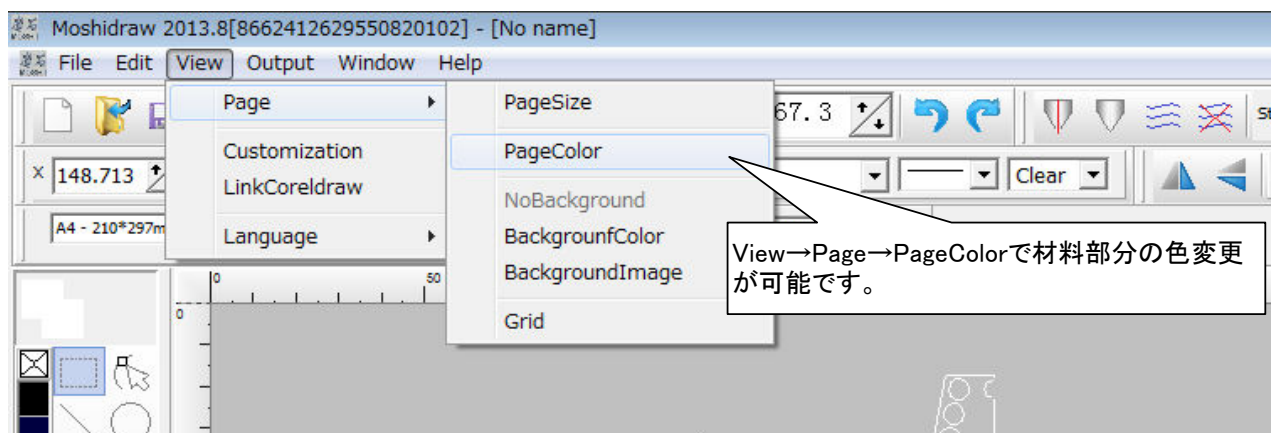 Moshidraw 2013.8[8662412629550820102] - [No name]
File Edit View Output Window Help
Page
PageSize
67.3
Customization
PageColor
× 148.713
LinkCoreldraw
Clear
NoBackground
A4 - 210*297m
Language
BackgrounfColor
View→Page→PageColorで材料部分の色変更
が可能です。
BackgroundImage
0
50
0
Grid